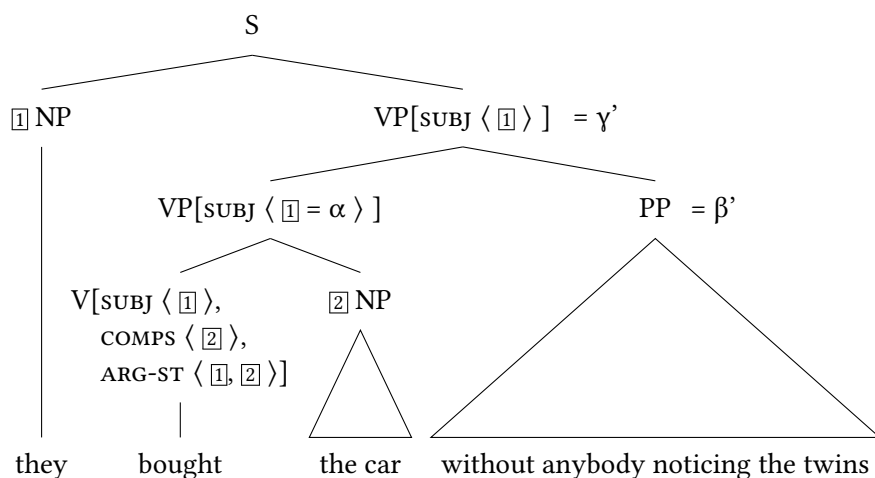 S
1 NP VP[SUBJ ⟨ 1 ⟩ ] = γ’
VP[SUBJ ⟨ 1 = α ⟩ ] PP = β’
V[SUBJ ⟨ 1 ⟩, 2 NP
COMPS ⟨ 2 ⟩,
ARG-ST ⟨ 1, 2 ⟩]
they bought the car without anybody noticing the twins